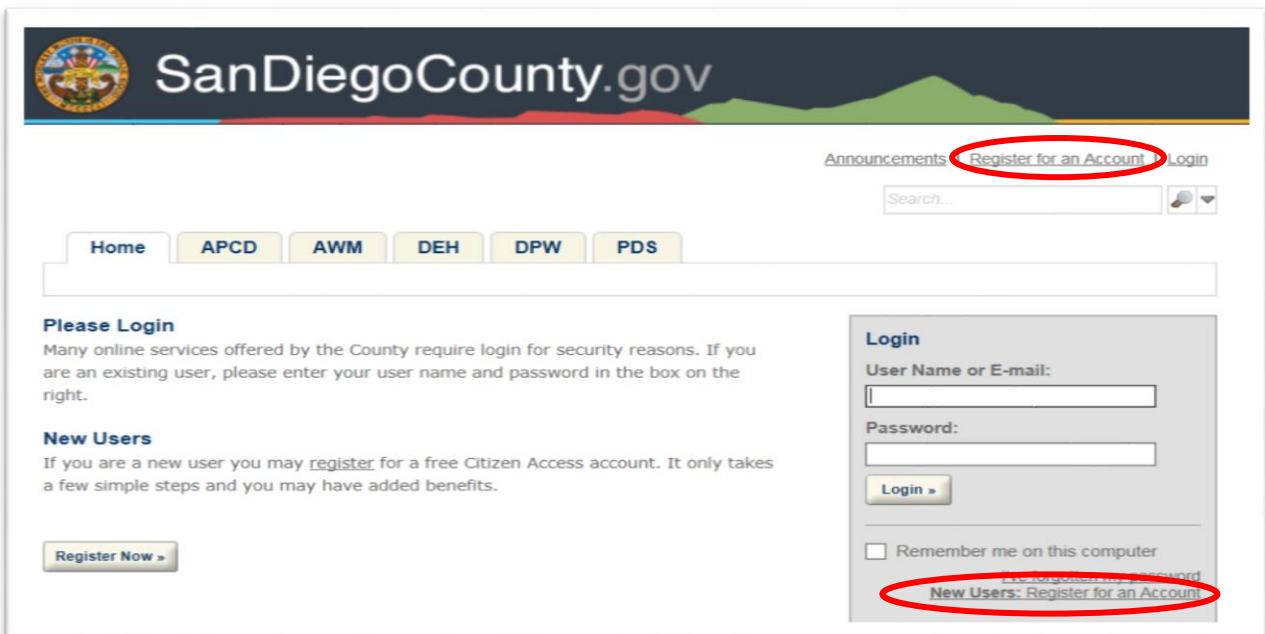 SanDiegoCounty.gov
Announcements | Register for an Account | Login
Search...
Home APCD AWM DEH DPW PDS
Please Login
Many online services offered by the County require login for security reasons. If you
are an existing user, please enter your user name and password in the box on the
right.
New Users
If you are a new user you may register for a free Citizen Access account. It only takes
a few simple steps and you may have added benefits.
Register Now »
Login
User Name or E-mail:
Password:
Login »
Remember me on this computer
I've forgotten my password
New Users: Register for an Account